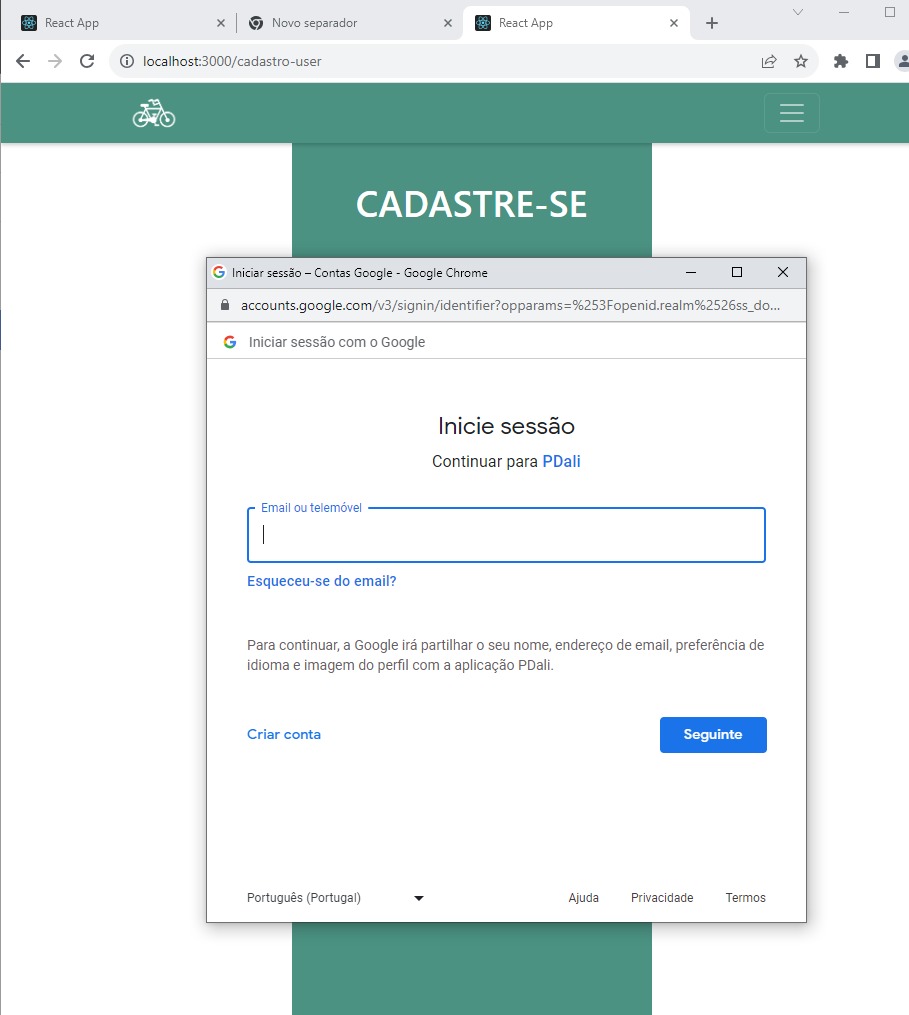 React App
Novo separador
React App
localhost:3000/cadastro-user
CADASTRE-SE
Iniciar sessão – Contas Google - Google Chrome
accounts.google.com/v3/signin/identifier?opparams=%253Fopenid.realm%2526ss_do...
Iniciar sessão com o Google
Inicie sessão
Continuar para PDali
Email ou telemóvel
Esqueceu-se do email?
Para continuar, a Google irá partilhar o seu nome, endereço de email, preferência de
idioma e imagem do perfil com a aplicação PDali.
Criar conta
Seguinte
Português (Portugal)
Ajuda
Privacidade
Termos